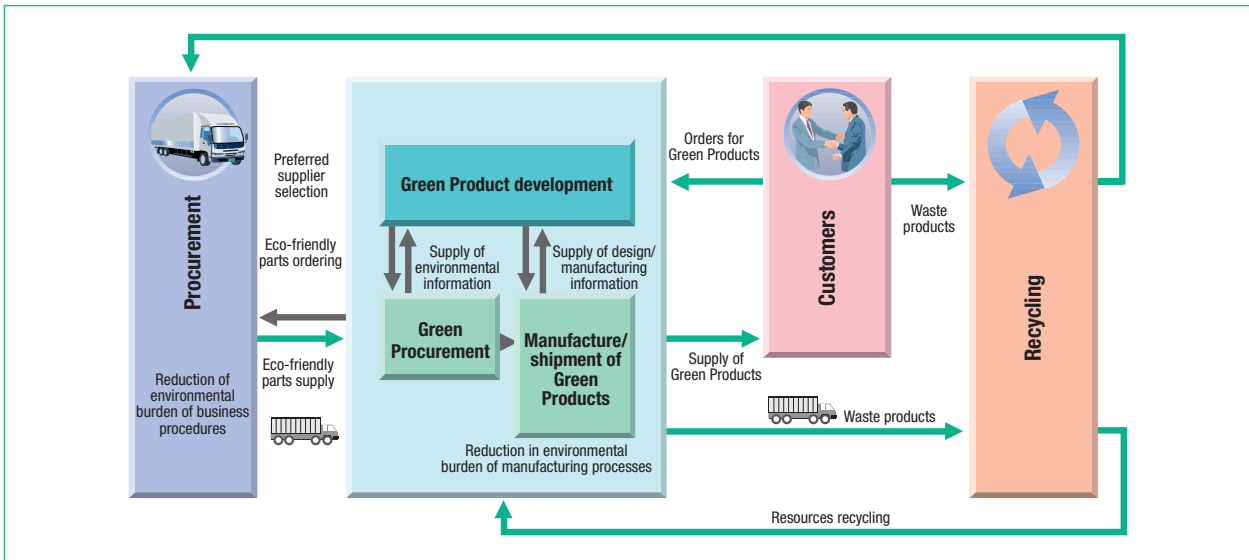 Procurement
Reduction of
environmental
burden of business
procedures
Preferred
supplier
selection
Eco-friendly
parts ordering
Eco-friendly
parts supply
Green Product development
Supply of
environmental
information
Supply of design/
manufacturing
information
Green
Procurement
Manufacture/
shipment of
Green
Products
Reduction in environmental
burden of manufacturing processes
Orders for
Green Products
Supply of
Green Products
Customers
Waste
products
Waste products
Recycling
Resources recycling